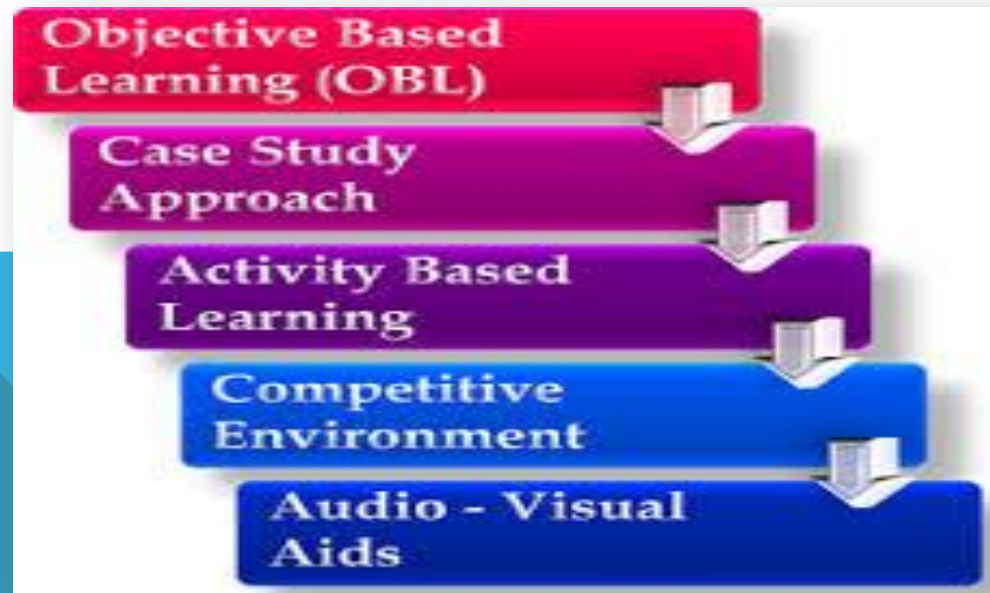 Objective Based
Learning (OBL)
Case Study
Approach
Activity Based
Learning
Competitive
Environment
Audio - Visual
Aids